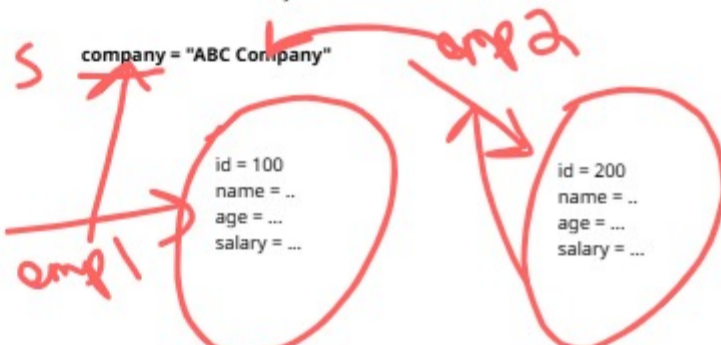 emp2
S company = "ABC Company"
id = 100
name = ..
age = ...
salary = ...
emp1
id = 200
name = ..
age = ...
salary = ...